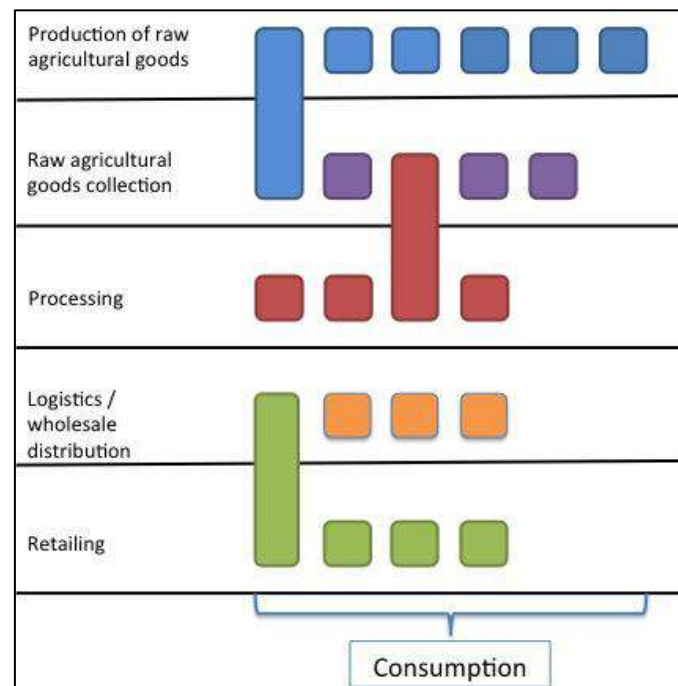 Production of raw
agricultural goods
Raw agricultural
goods collection
Processing
Logistics /
wholesale
distribution
Retailing
Consumption